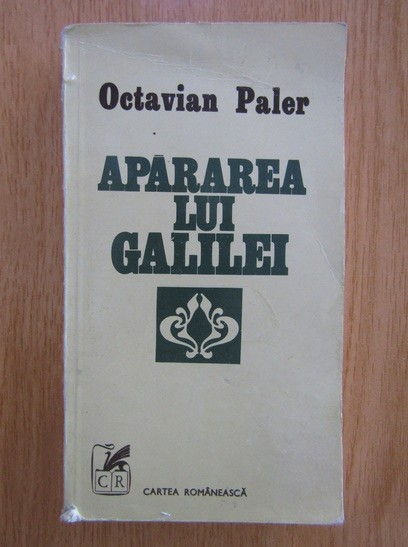 Octavian Paler
APĂRAREA
LUI
GALILEI
CR
CARTEA ROMÂNEASCĂ